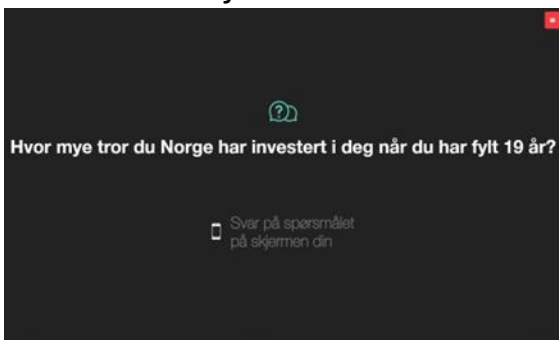 Hvor mye tror du Norge har investert i deg når du har fylt 19 år?
Svar på spørsmålet
på skjermen din